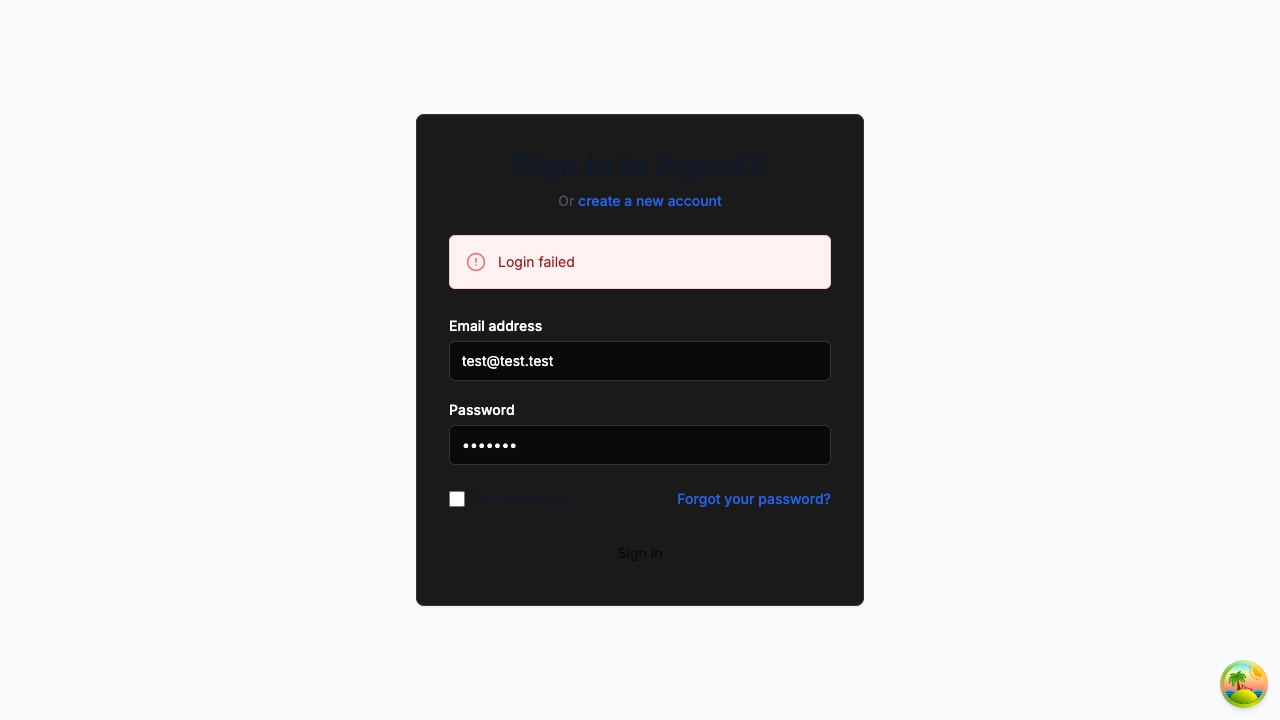 Sign in to AgentX
Or create a new account
Login failed
Email address
test@test.test
Password
•••••••
Forgot your password?
Sign in